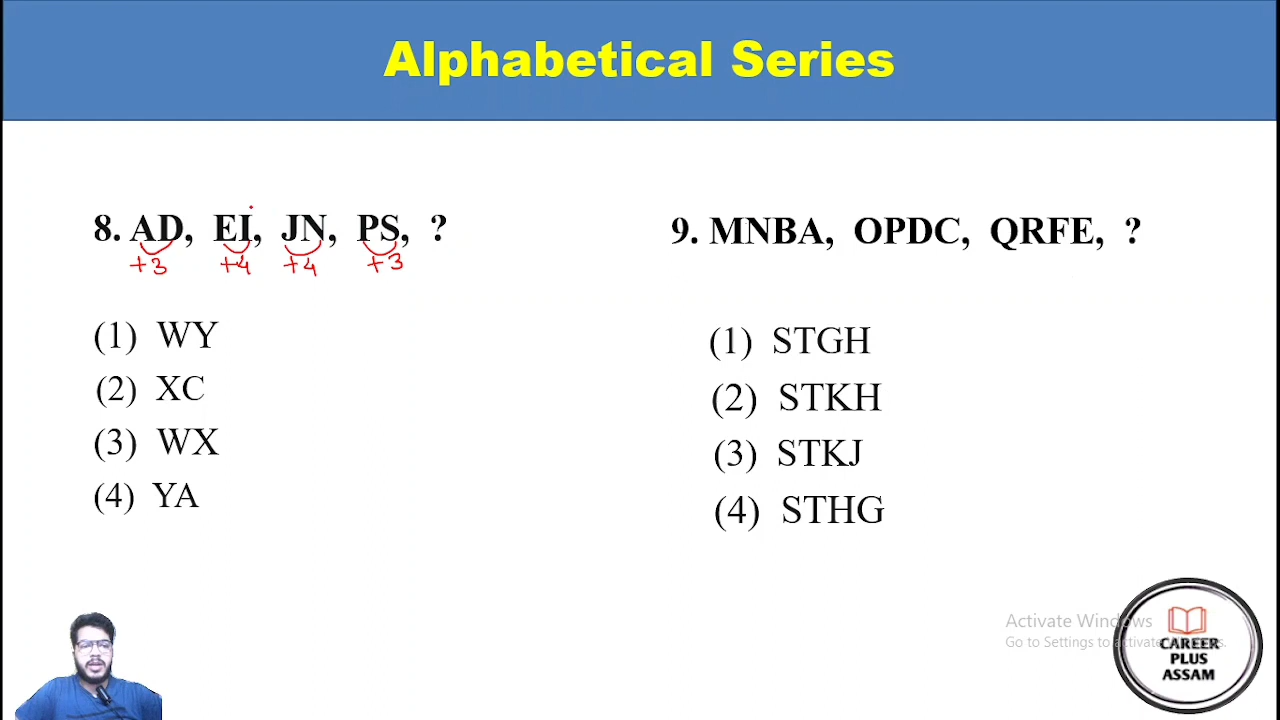 Alphabetical Series
8. AD, EI, JN, PS, ?
+3 +4 +4 +3
(1) WY
(2) XC
(3) WX
(4) YA
9. MNBA, OPDC, QRFE, ?
(1) STGH
(2) STKH
(3) STKJ
(4) STHG
Activate Windows
Go to Settings to activate Windows.
CAREER
PLUS
ASSAM